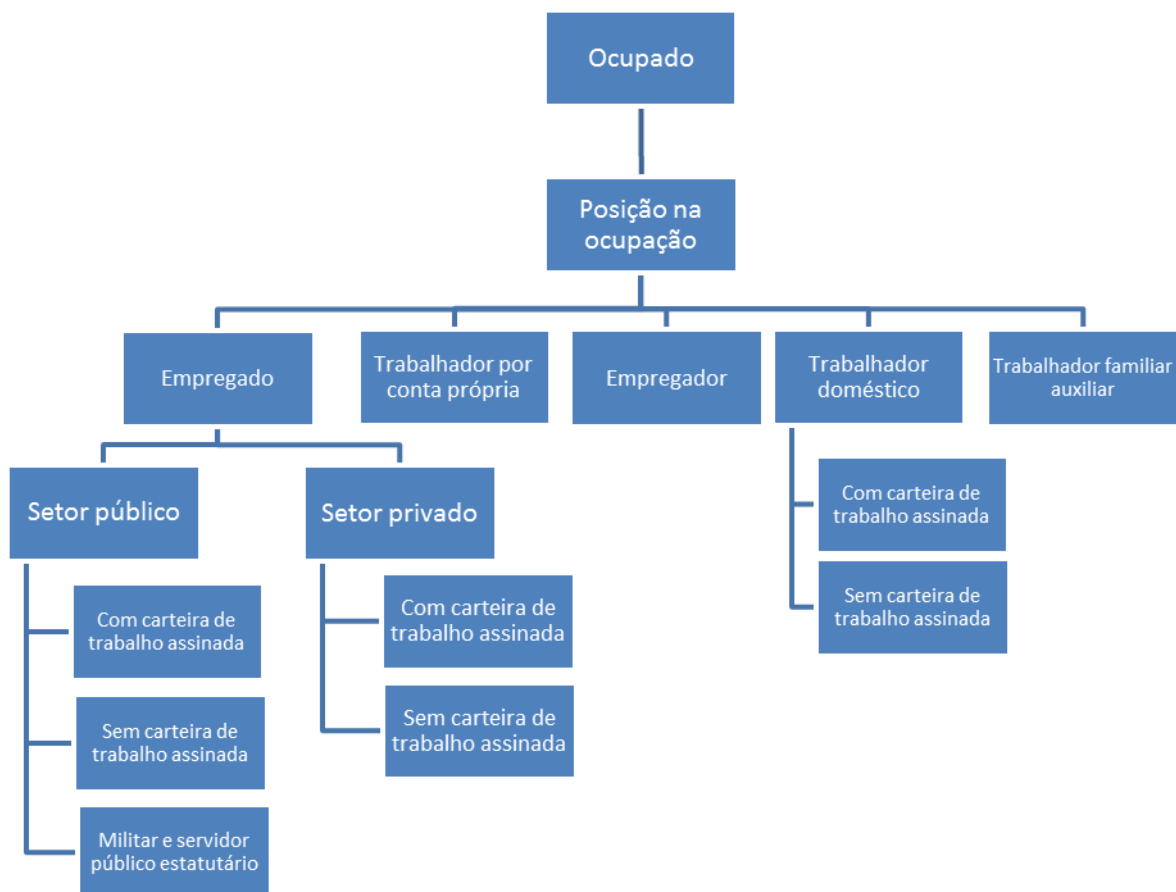 Ocupado
Posição na
ocupação
Empregado
Trabalhador por
conta própria
Empregador
Trabalhador
doméstico
Trabalhador familiar
auxiliar
Setor público
Setor privado
Com carteira de
trabalho assinada
Sem carteira de
trabalho assinada
Militar e servidor
público estatutário
Com carteira de
trabalho assinada
Sem carteira de
trabalho assinada
Com carteira de
trabalho assinada
Sem carteira de
trabalho assinada